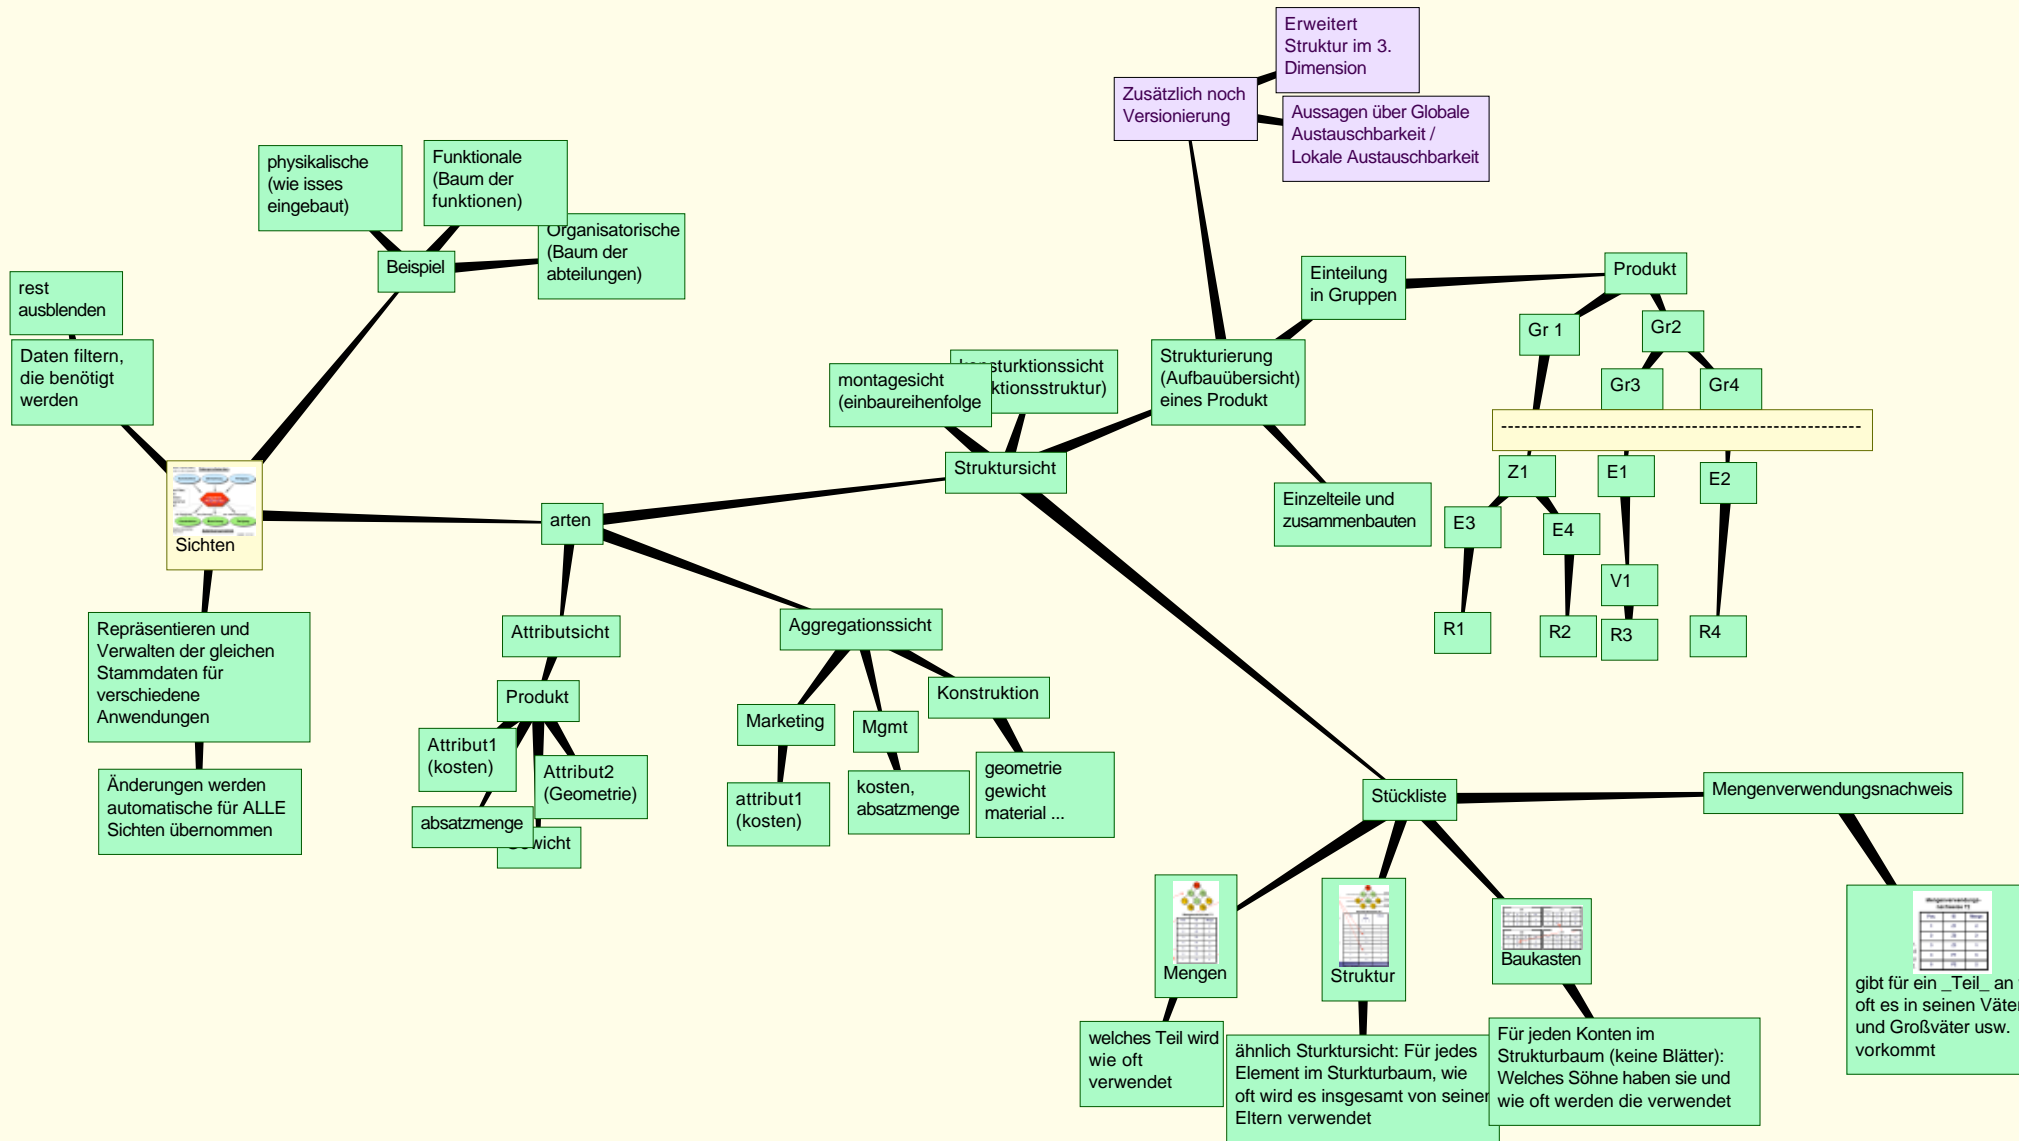 Erweitert
Struktur im 3.
Dimension
Zusätzlich noch
Versionierung
Aussagen über Globale
Austauschbarkeit /
Lokale Austauschbarkeit
physikalische
(wie isses
eingebaut)
Funktionale
(Baum der
funktionen)
Organisatorische
(Baum der
abteilungen)
Beispiel
rest
ausblenden
Daten filtern,
die benötigt
werden
Sichten
Repräsentieren und
Verwalten der gleichen
Stammdaten für
verschiedene
Anwendungen
Änderungen werden
automatische für ALLE
Sichten übernommen
arten
Attributsicht
Produkt
Attribut1
(kosten)
Attribut2
(Geometrie)
absatzmenge
wicht
Aggregationssicht
Marketing
attribut1
(kosten)
Mgmt
kosten,
absatzmenge
Konstruktion
geometrie
gewicht
material ...
Struktursicht
montagesicht
(einbaureihenfolge
sturktionssicht
ktionsstruktur)
Strukturierung
(Aufbauübersicht)
eines Produkt
Einzelteile und
zusammenbauten
Einteilung
in Gruppen
Produkt
Gr 1
Gr2
Gr3
Gr4
------------------------------------------------------------
Z1
E1
E2
E3
E4
V1
R1
R2
R3
R4
Stückliste
Mengenverwendungsnachweis
Mengen
welches Teil wird
wie oft
verwendet
Struktur
ähnlich Sturktursicht: Für jedes
Element im Sturkturbaum, wie
oft wird es insgesamt von seiner
Eltern verwendet
Baukasten
Für jeden Konten im
Strukturbaum (keine Blätter):
Welches Söhne haben sie und
wie oft werden die verwendet
gibt für ein _Teil_ an
oft es in seinen Väter
und Großväter usw.
vorkommt